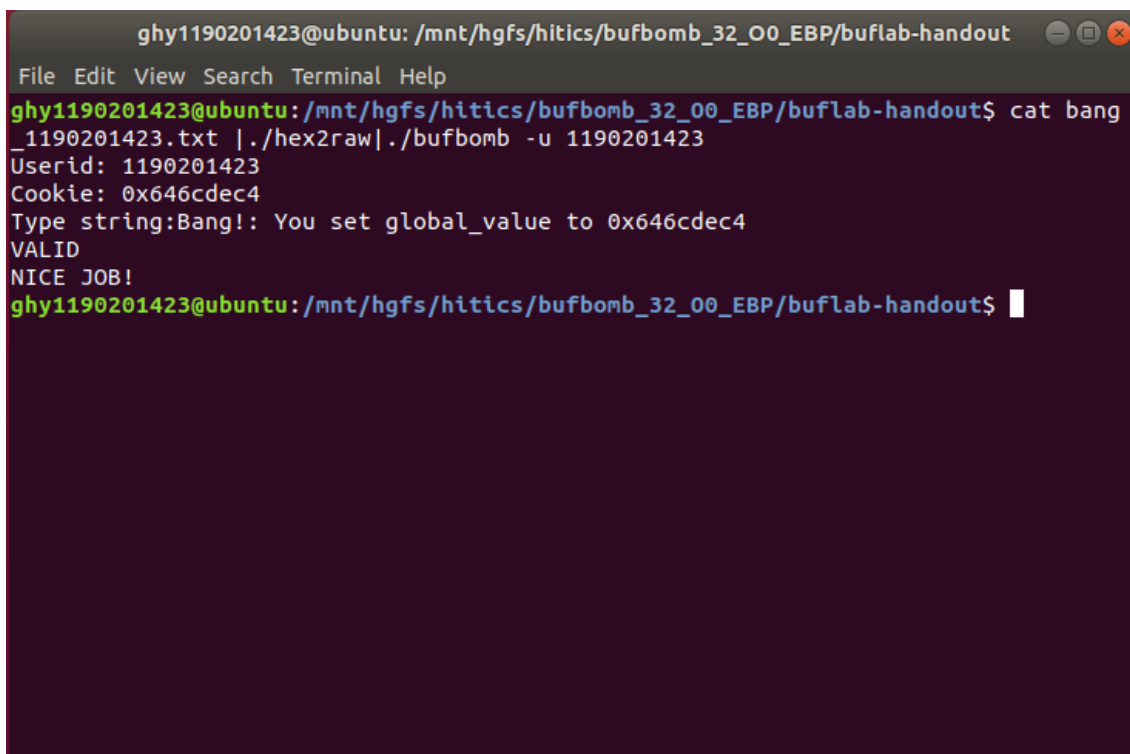 ghy1190201423@ubuntu: /mnt/hgfs/hitics/bufbomb_32_O0_EBP/buflab-handout
File Edit View Search Terminal Help
ghy1190201423@ubuntu:/mnt/hgfs/hitics/bufbomb_32_O0_EBP/buflab-handout$ cat bang
_1190201423.txt |./hex2raw|./bufbomb -u 1190201423
Userid: 1190201423
Cookie: 0x646cdec4
Type string:Bang!: You set global_value to 0x646cdec4
VALID
NICE JOB!
ghy1190201423@ubuntu:/mnt/hgfs/hitics/bufbomb_32_O0_EBP/buflab-handout$